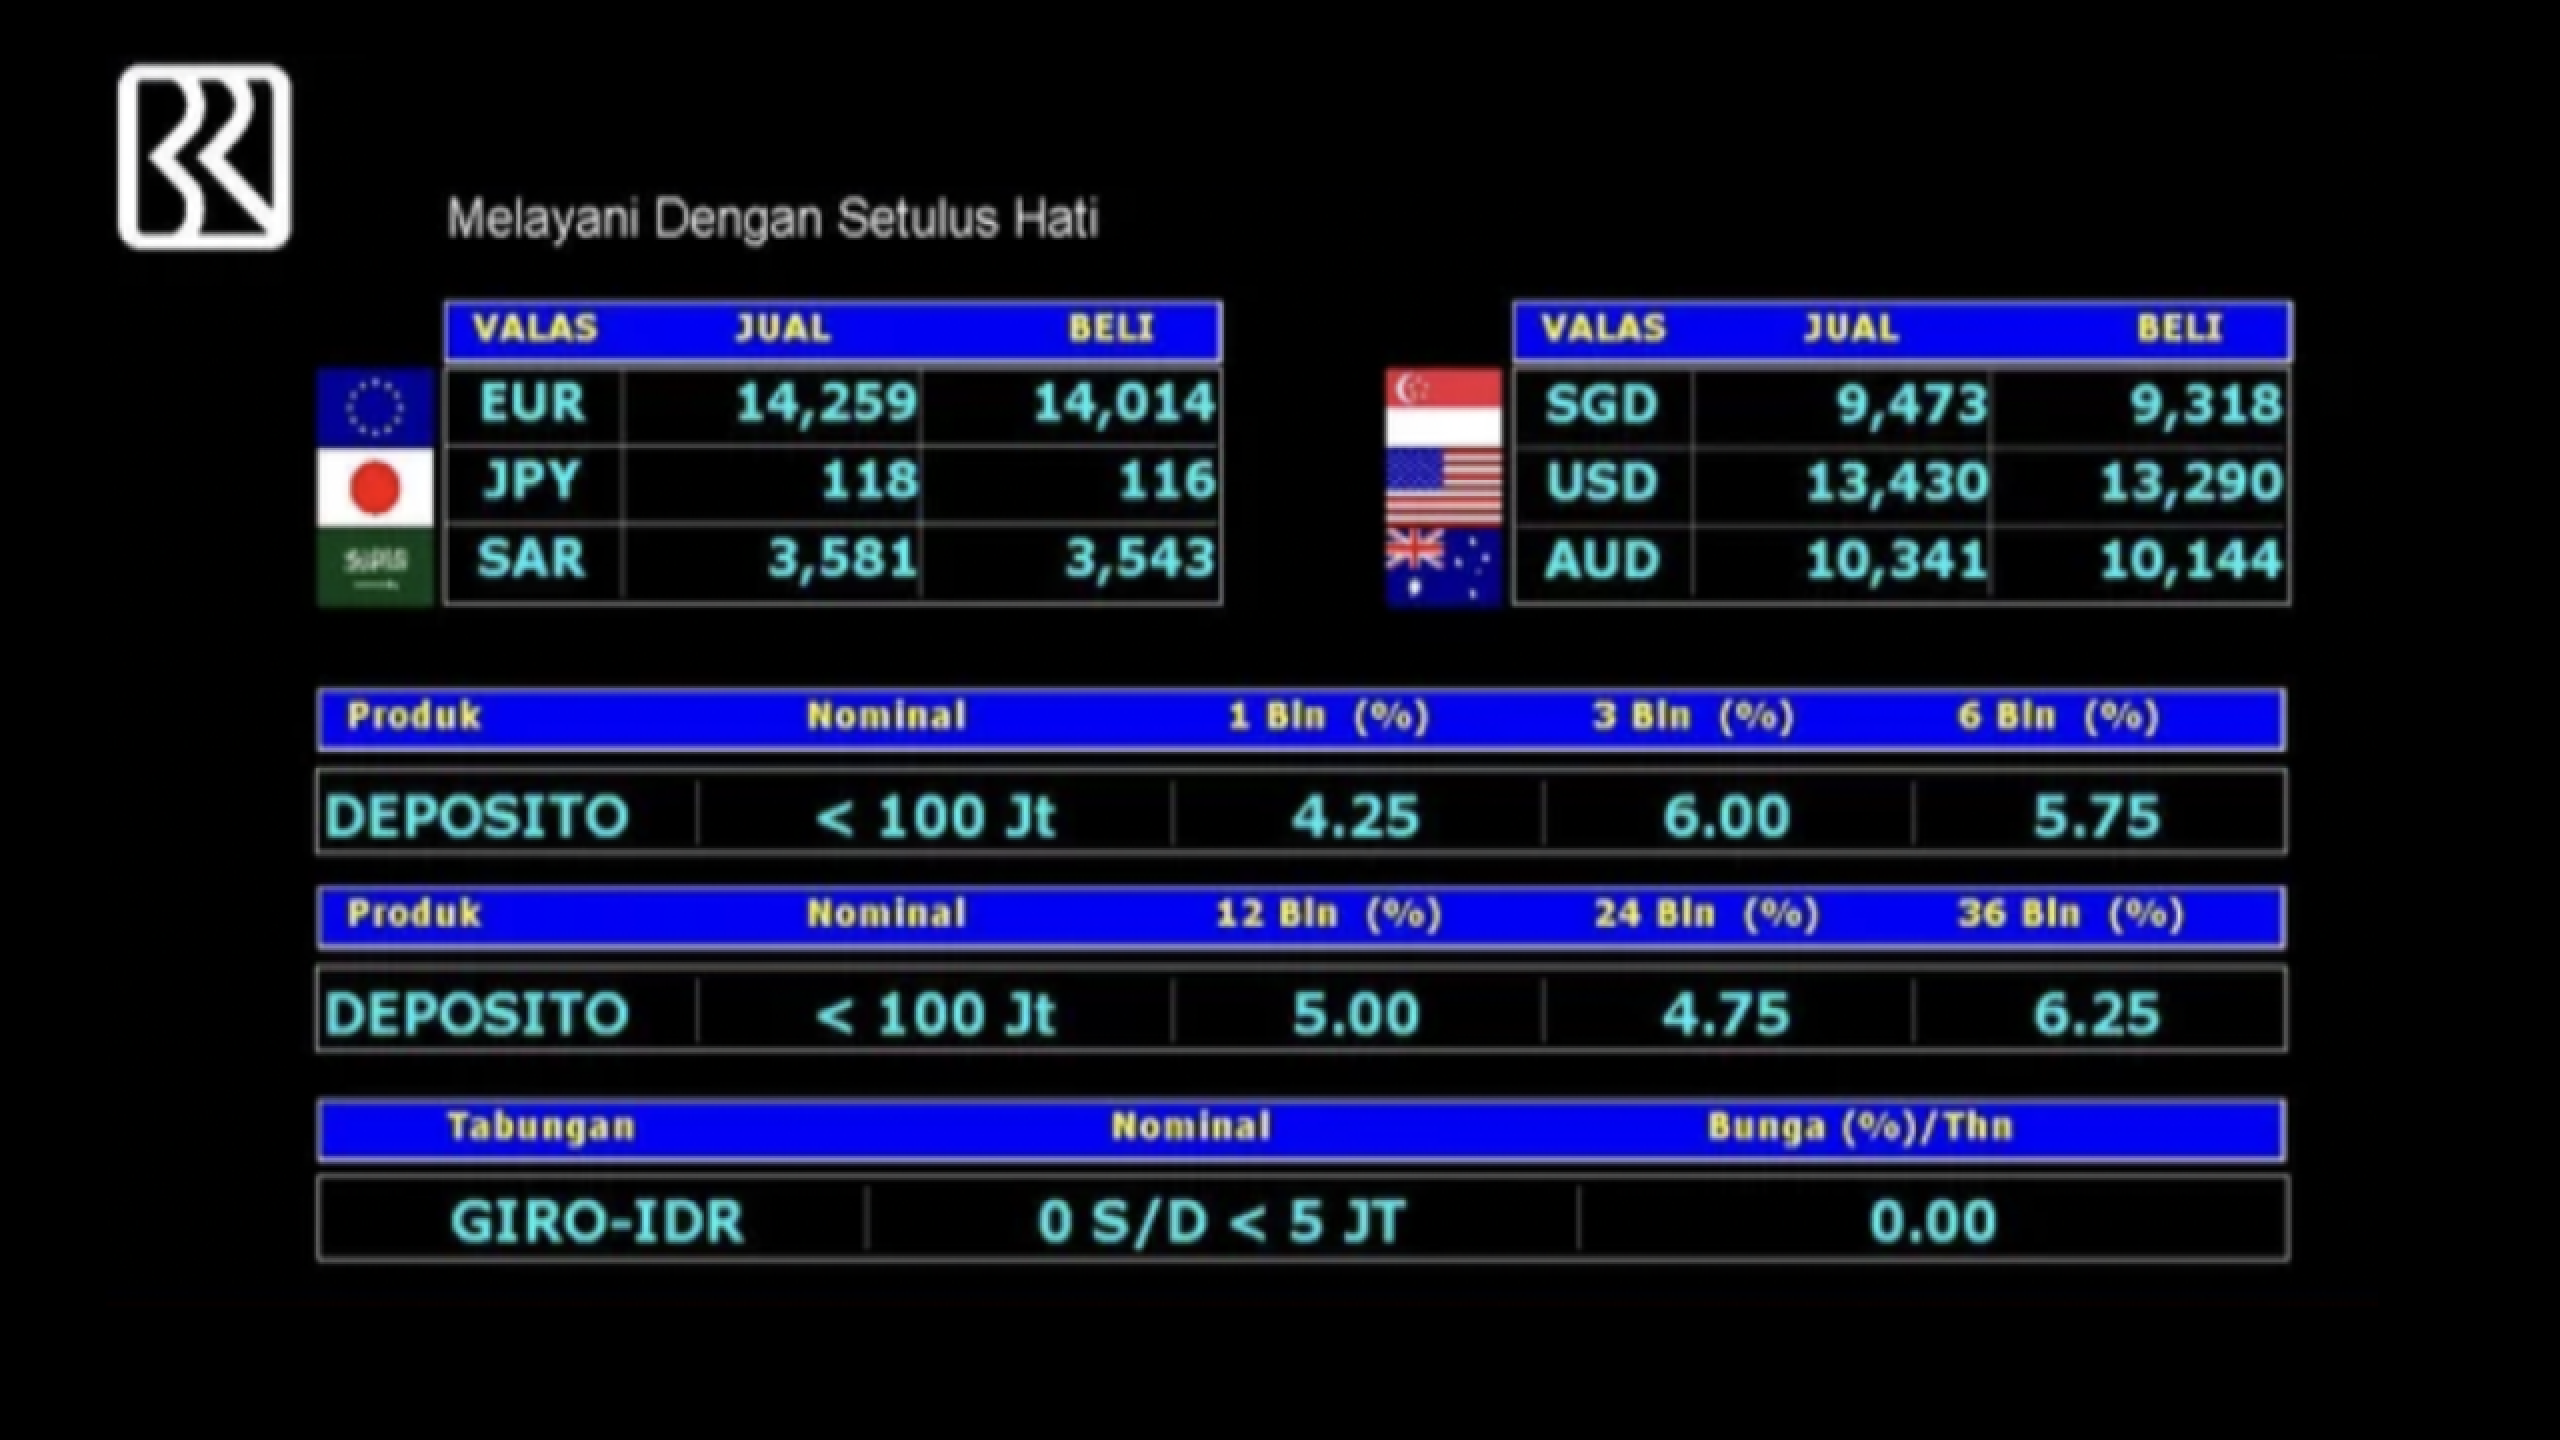 Melayani Dengan Setulus Hati
VALAS JUAL BELI
EUR 14,259 14,014
JPY 118 116
SAR 3,581 3,543
VALAS JUAL BELI
SGD 9,473 9,318
USD 13,430 13,290
AUD 10,341 10,144
Produk Nominal 1 Bln (%) 3 Bln (%) 6 Bln (%)
DEPOSITO < 100 Jt 4.25 6.00 5.75
Produk Nominal 12 Bln (%) 24 Bln (%) 36 Bln (%)
DEPOSITO < 100 Jt 5.00 4.75 6.25
Tabungan Nominal Bunga (%)/Thn
GIRO-IDR 0 S/D < 5 JT 0.00